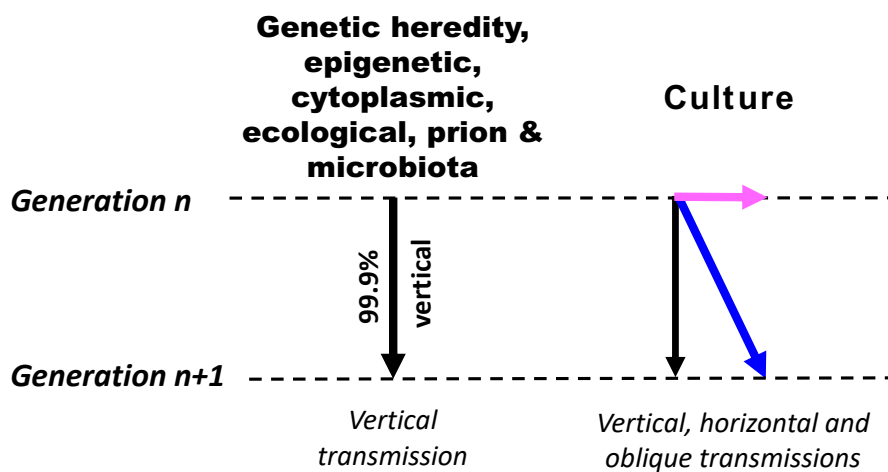 Genetic heredity,
epigenetic,
cytoplasmic,
ecological, prion &
microbiota
Culture
Generation n
99.9%
vertical
Generation n+1
Vertical
transmission
Vertical, horizontal and
oblique transmissions